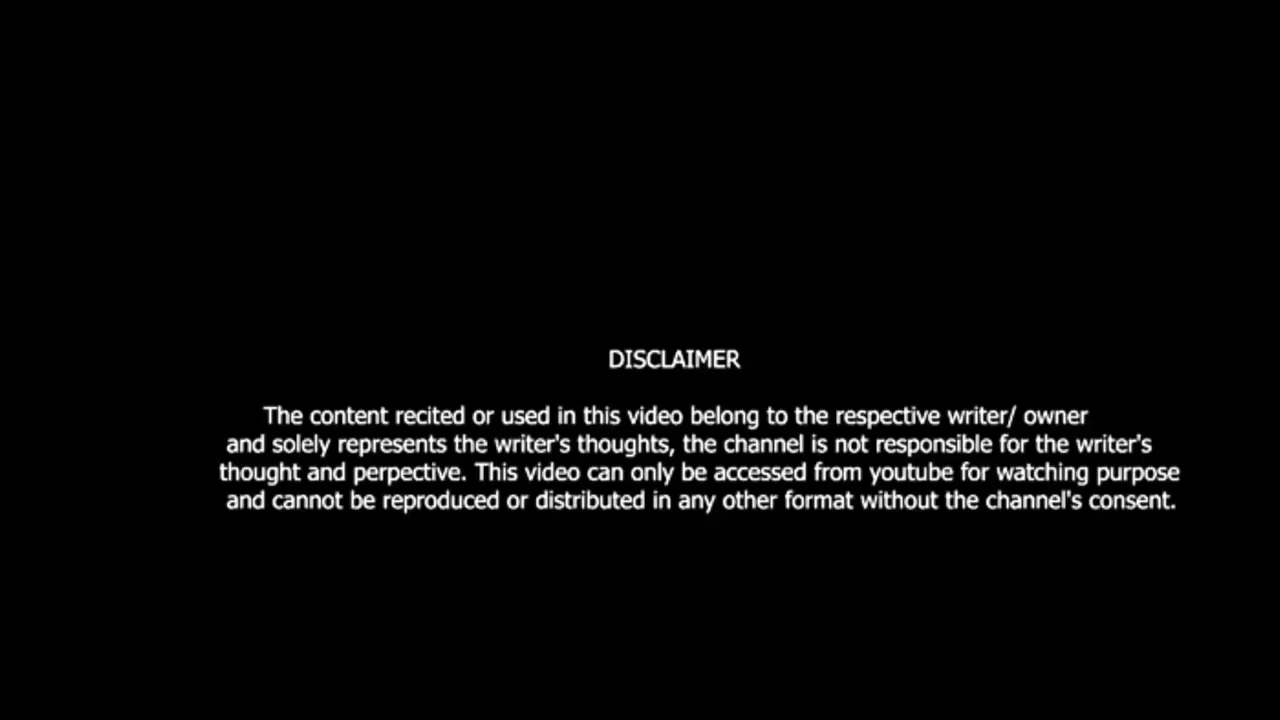 DISCLAIMER
The content recited or used in this video belong to the respective writer/ owner
and solely represents the writer's thoughts, the channel is not responsible for the writer's
thought and perpective. This video can only be accessed from youtube for watching purpose
and cannot be reproduced or distributed in any other format without the channel's consent.